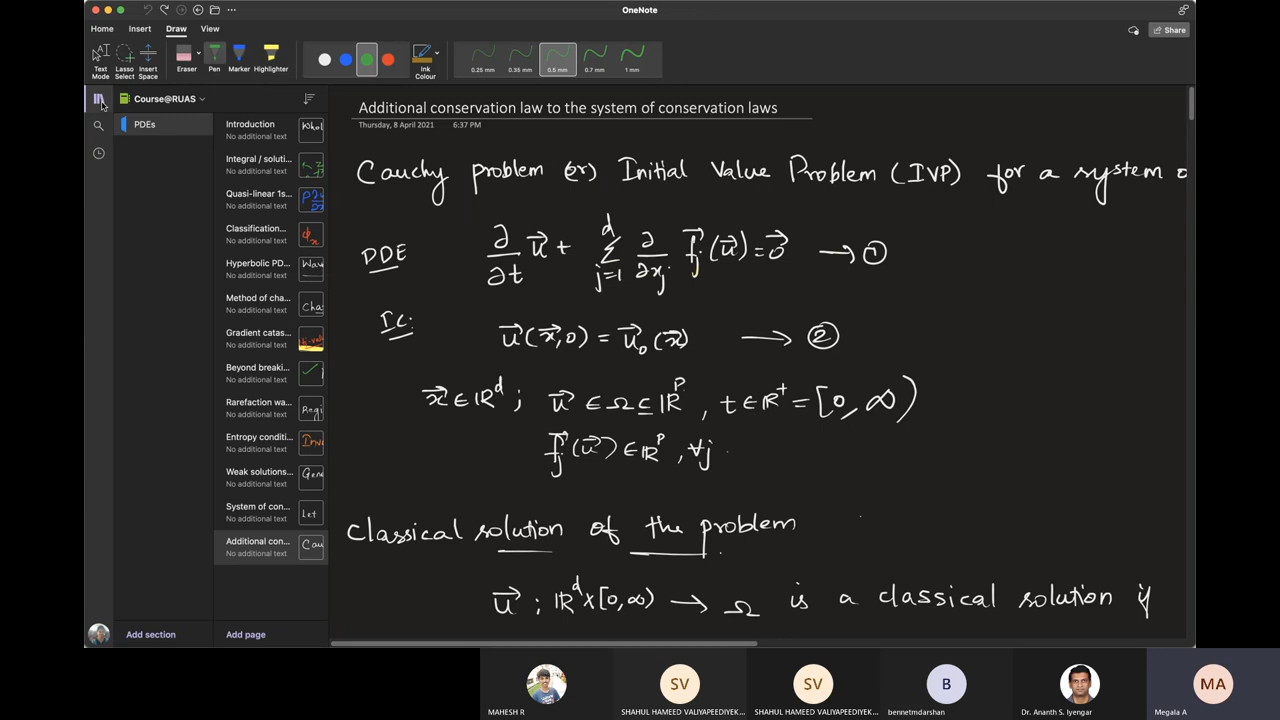 OneNote
Home Insert Draw View
Share
Text Mode
Lasso Select
Insert Space
Eraser
Pen
Marker
Highlighter
Ink Colour
0.25 mm
0.35 mm
0.5 mm
0.7 mm
1 mm
Course@RUAS
PDEs
Introduction
No additional text
Integral / soluti...
No additional text
Quasi-linear 1s...
No additional text
Classification...
No additional text
Hyperbolic PD...
No additional text
Method of cha...
No additional text
Gradient catas...
No additional text
Beyond breaki...
No additional text
Rarefaction wa...
No additional text
Entropy conditi...
No additional text
Weak solutions...
No additional text
System of con...
No additional text
Additional con...
No additional text
Add section
Add page
Additional conservation law to the system of conservation laws
Thursday, 8 April 2021 6:37 PM
Cauchy problem (or) Initial Value Problem (IVP) for a system o
PDE ∂/∂t u⃗ + Σ_{j=1}^{d} ∂/∂x_j f⃗_j(u⃗) = 0⃗ → ①
IC: u⃗(x⃗,0) = u⃗₀(x⃗) → ②
x⃗ ∈ ℝ^d ; u⃗ ∈ Ω ⊆ ℝ^p , t ∈ ℝ⁺ = [0, ∞)
f⃗_j(u⃗) ∈ ℝ^p , ∀j
Classical solution of the problem
u⃗ : ℝ^d × [0,∞) → Ω is a classical solution if
MAHESH R
SV
SHAHUL HAMEED VALIYAPEEDIYEK...
SV
SHAHUL HAMEED VALIYAPEEDIYEK...
B
bennetmdarshan
Dr. Ananth S. Iyengar
MA
Megala A